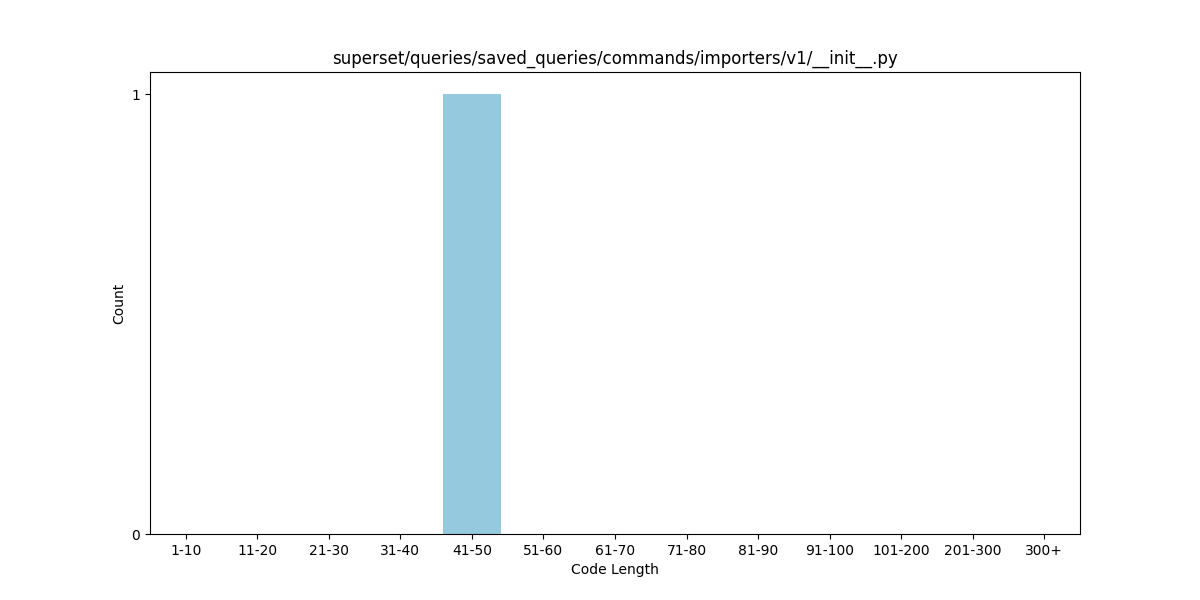 superset/queries/saved_queries/commands/importers/v1/__init__.py
1
Count
0
1-10 11-20 21-30 31-40 41-50 51-60 61-70 71-80 81-90 91-100 101-200 201-300 300+
Code Length